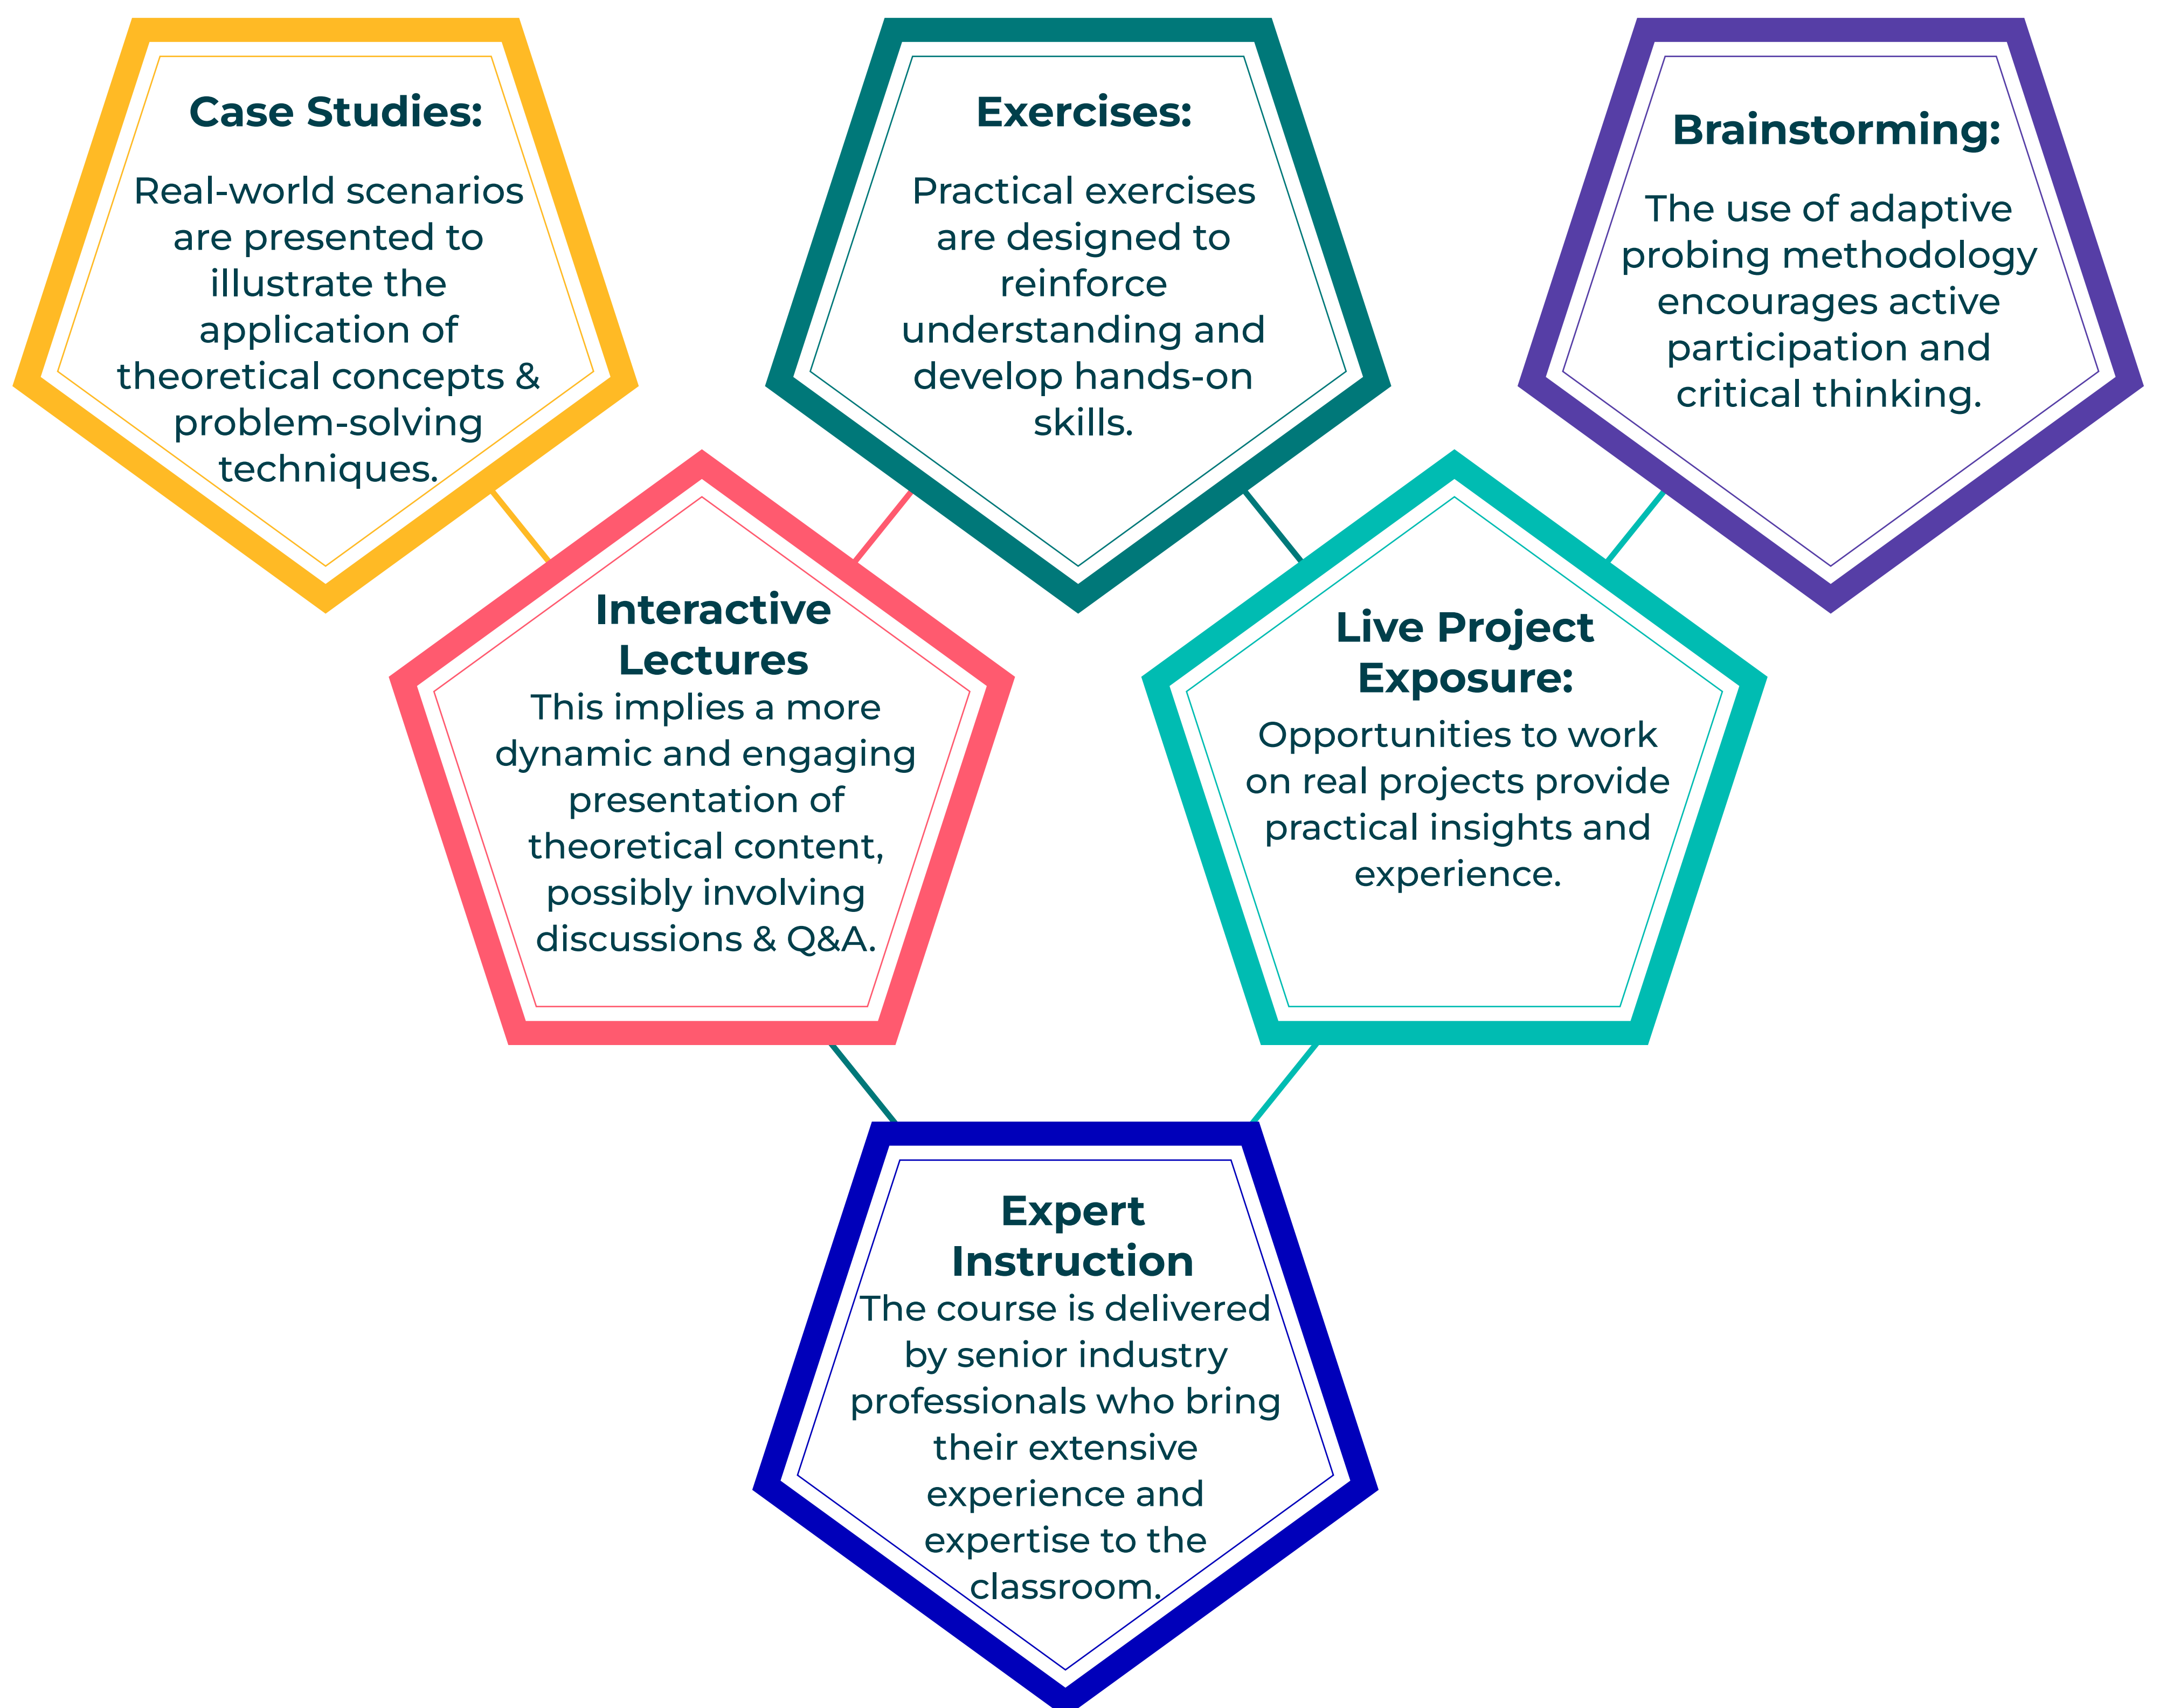 Case Studies:
Real-world scenarios
are presented to
illustrate the
application of
theoretical concepts &
problem-solving
techniques.
Exercises:
Practical exercises
are designed to
reinforce
understanding and
develop hands-on
skills.
Brainstorming:
The use of adaptive
probing methodology
encourages active
participation and
critical thinking.
Interactive
Lectures
This implies a more
dynamic and engaging
presentation of
theoretical content,
possibly involving
discussions & Q&A.
Live Project
Exposure:
Opportunities to work
on real projects provide
practical insights and
experience.
Expert
Instruction
The course is delivered
by senior industry
professionals who bring
their extensive
experience and
expertise to the
classroom.